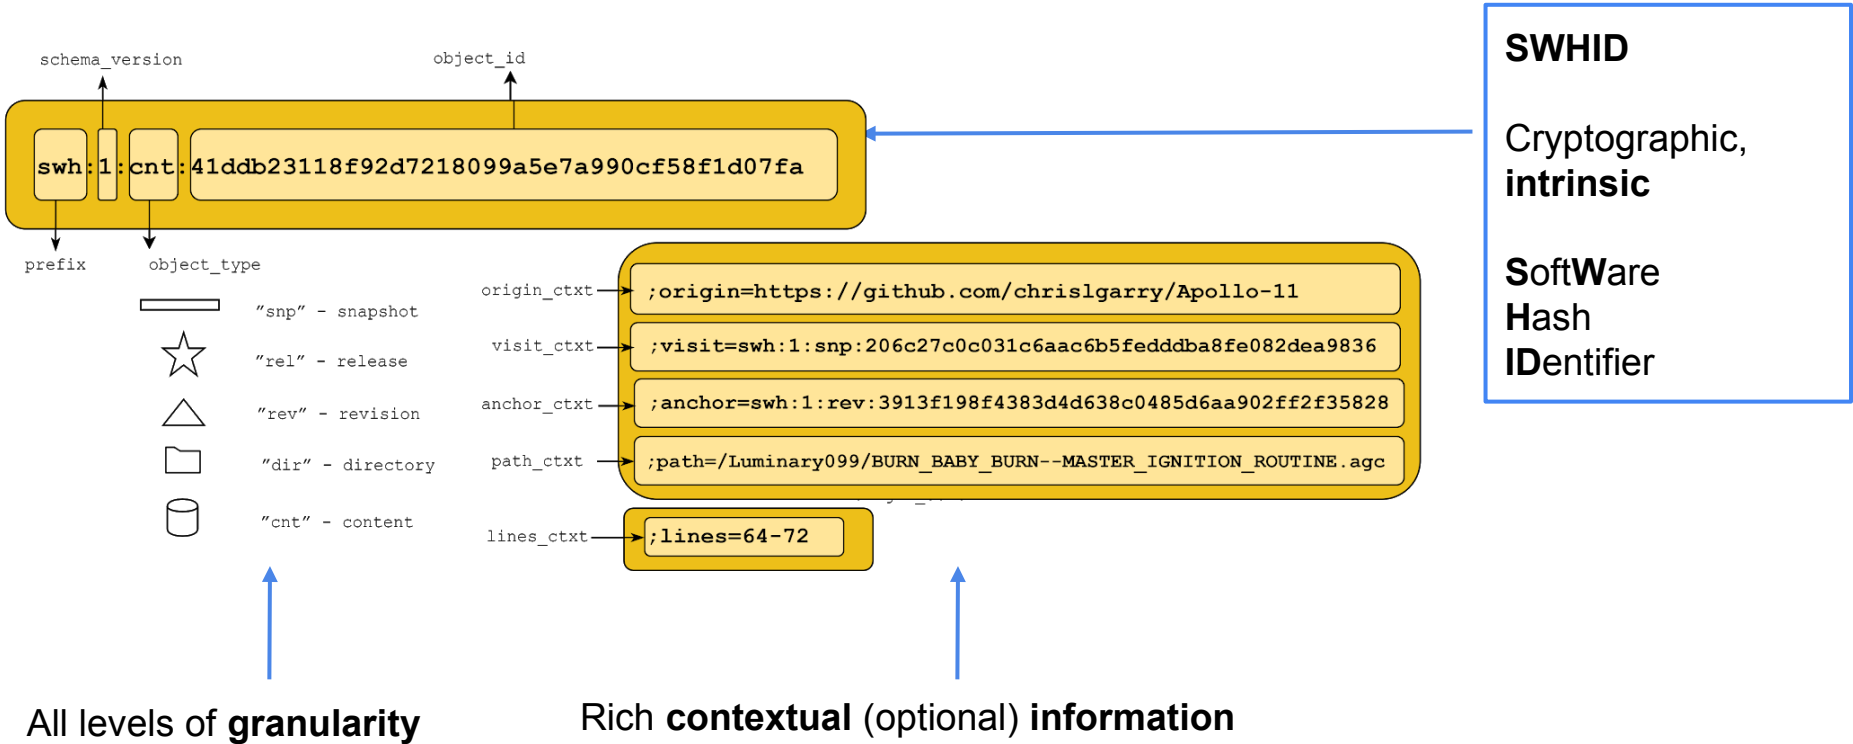 schema_version
object_id
swh:1:cnt:41ddb23118f92d7218099a5e7a990cf58f1d07fa
prefix
object_type
”snp” - snapshot
”rel” - release
”rev” - revision
”dir” - directory
”cnt” - content
origin_ctxt
;origin=https://github.com/chrislgarry/Apollo-11
visit_ctxt
;visit=swh:1:snp:206c27c0c031c6aac6b5fedddba8fe082dea9836
anchor_ctxt
;anchor=swh:1:rev:3913f198f4383d4d638c0485d6aa902ff2f35828
path_ctxt
;path=/Luminary099/BURN_BABY_BURN--MASTER_IGNITION_ROUTINE.agc
lines_ctxt
;lines=64-72
SWHID
Cryptographic,
intrinsic
SoftWare
Hash
IDentifier
All levels of granularity
Rich contextual (optional) information